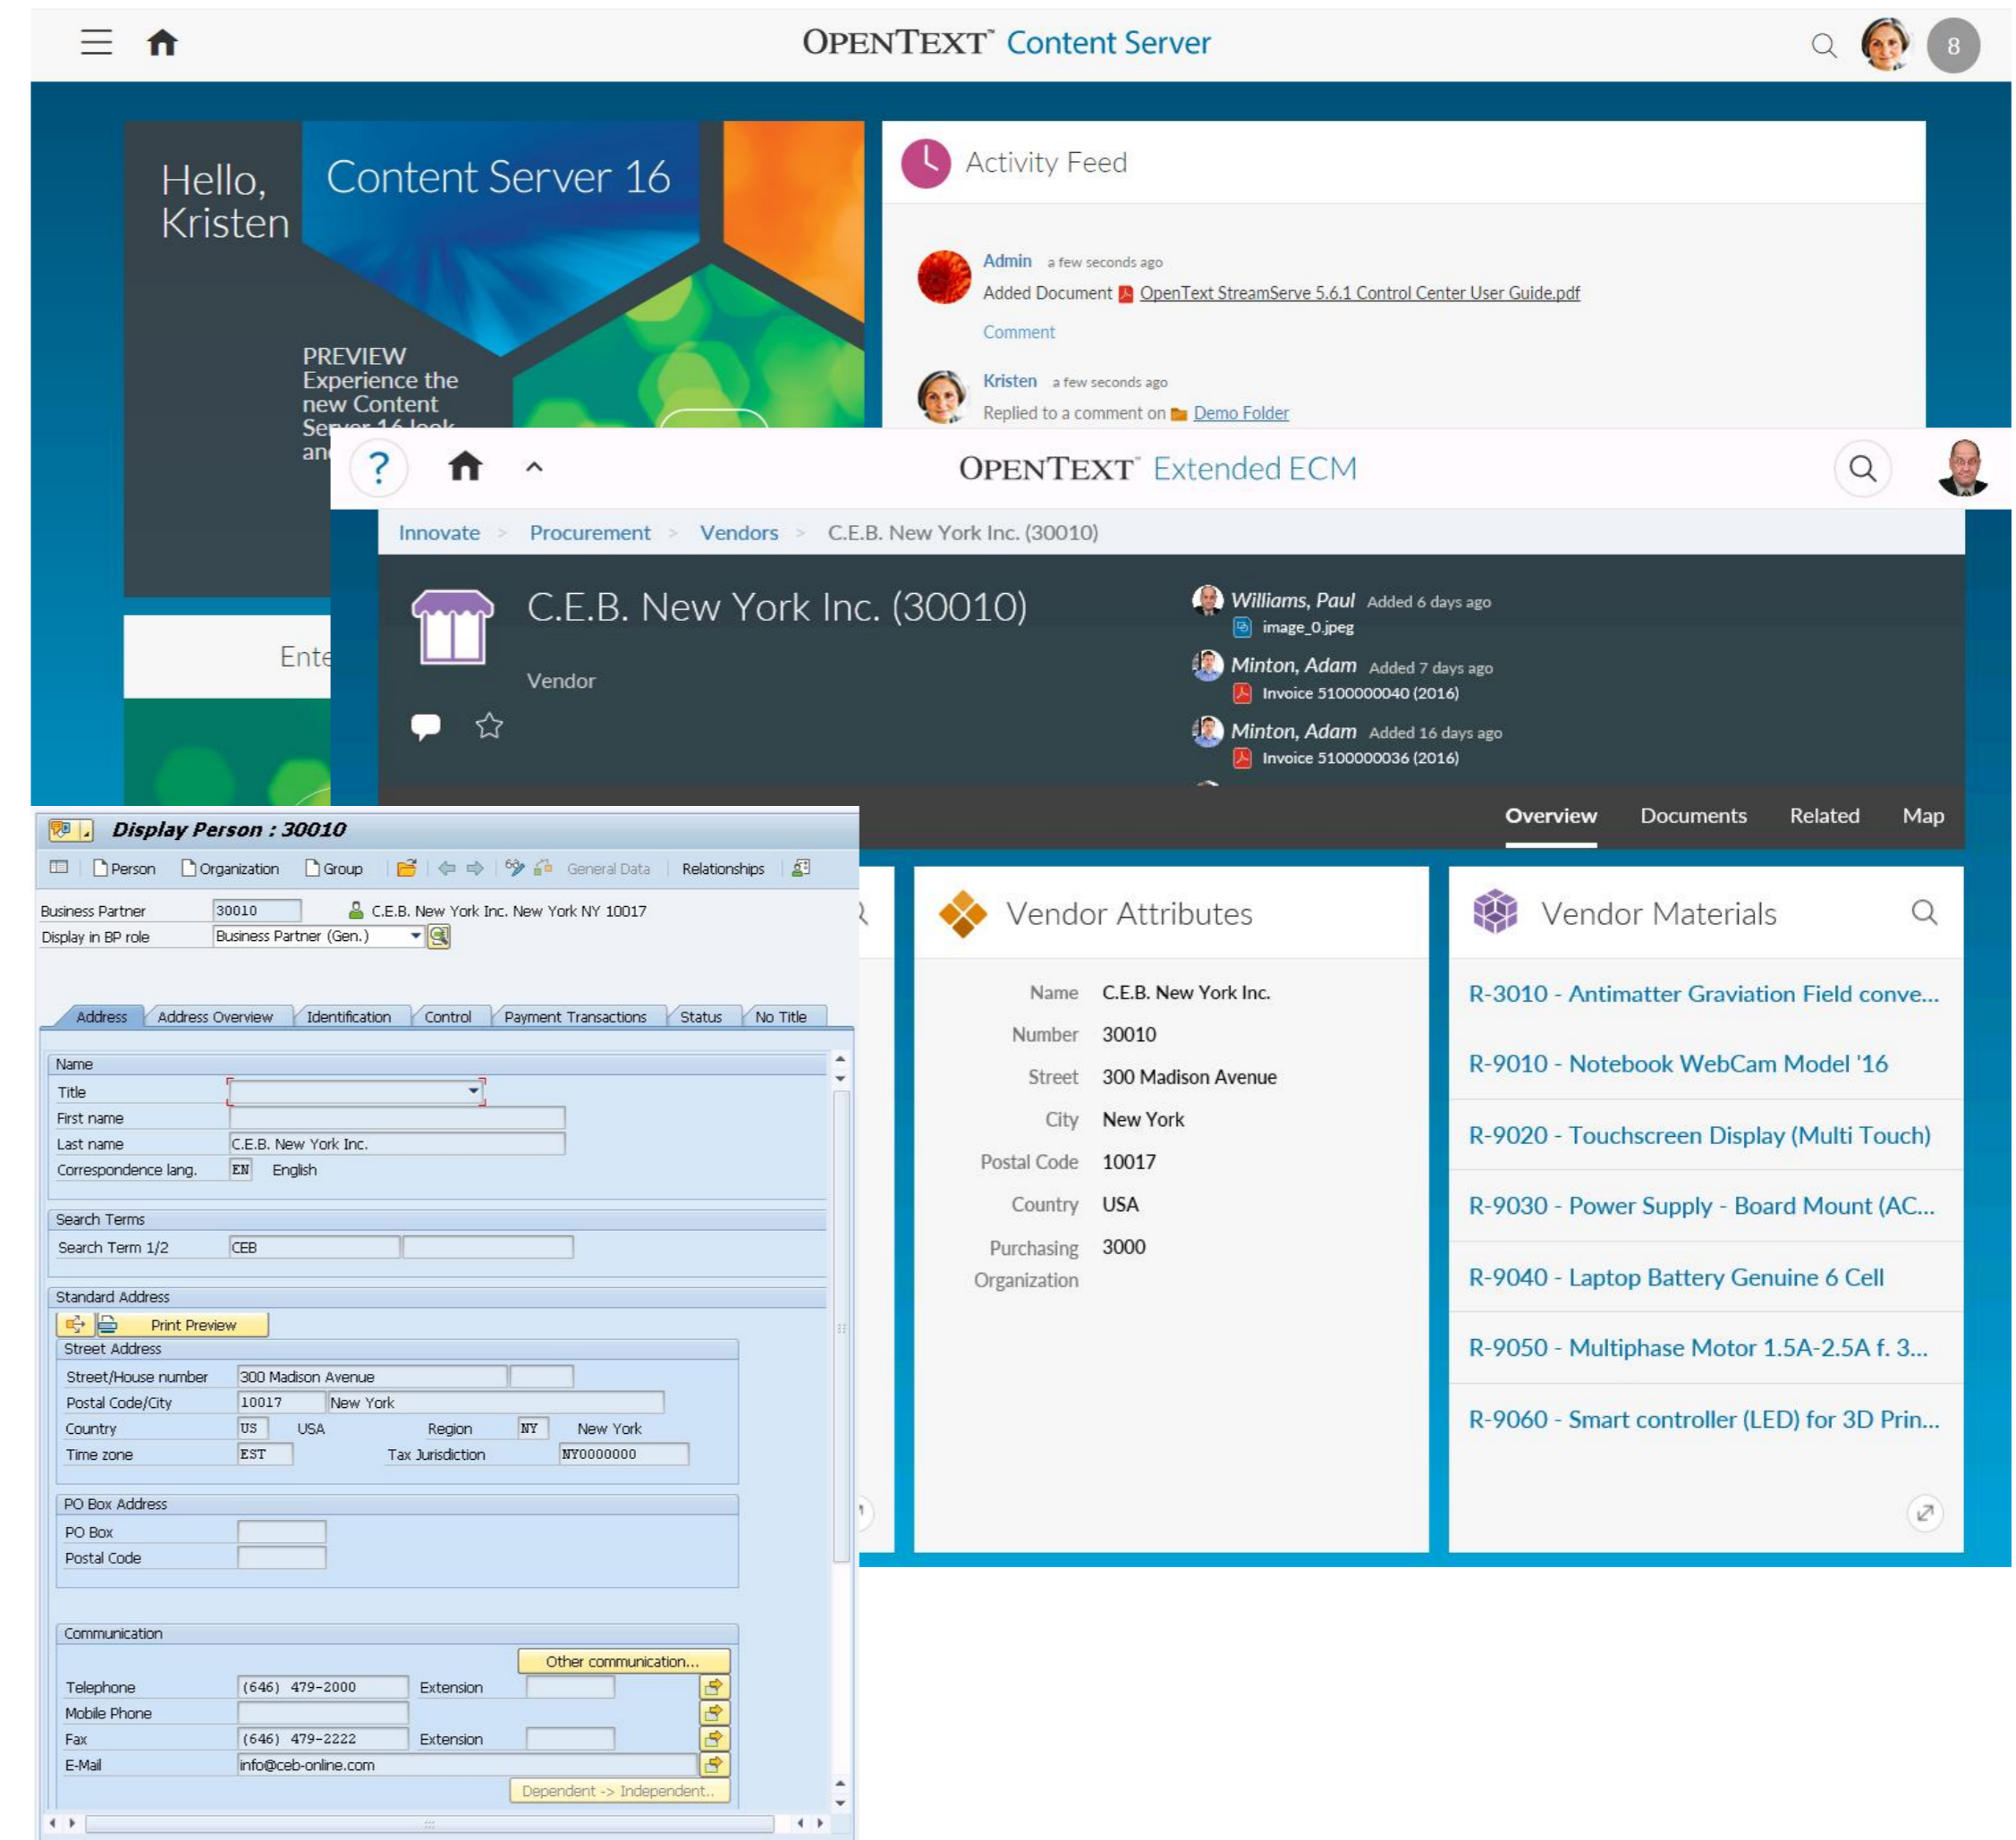 OPENTEXT™ Content Server
8
Hello,
Kristen
Content Server 16
PREVIEW
Experience the
new Content
Server 16 look
and
Ente
Activity Feed
Admin a few seconds ago
Added Document OpenText StreamServe 5.6.1 Control Center User Guide.pdf
Comment
Kristen a few seconds ago
Replied to a comment on Demo Folder
? OPENTEXT™ Extended ECM
Innovate > Procurement > Vendors > C.E.B. New York Inc. (30010)
C.E.B. New York Inc. (30010)
Vendor
Williams, Paul Added 6 days ago
image_0.jpeg
Minton, Adam Added 7 days ago
Invoice 5100000040 (2016)
Minton, Adam Added 16 days ago
Invoice 5100000036 (2016)
Overview Documents Related Map
Vendor Attributes
Name C.E.B. New York Inc.
Number 30010
Street 300 Madison Avenue
City New York
Postal Code 10017
Country USA
Purchasing 3000
Organization
Vendor Materials
R-3010 - Antimatter Graviation Field conve...
R-9010 - Notebook WebCam Model '16
R-9020 - Touchscreen Display (Multi Touch)
R-9030 - Power Supply - Board Mount (AC...
R-9040 - Laptop Battery Genuine 6 Cell
R-9050 - Multiphase Motor 1.5A-2.5A f. 3...
R-9060 - Smart controller (LED) for 3D Prin...
Display Person : 30010
Person Organization Group General Data Relationships
Business Partner 30010 C.E.B. New York Inc. New York NY 10017
Display in BP role Business Partner (Gen.)
Address Address Overview Identification Control Payment Transactions Status No Title
Name
Title
First name
Last name C.E.B. New York Inc.
Correspondence lang. EN English
Search Terms
Search Term 1/2 CEB
Standard Address
Print Preview
Street Address
Street/House number 300 Madison Avenue
Postal Code/City 10017 New York
Country US USA Region NY New York
Time zone EST Tax Jurisdiction NY0000000
PO Box Address
PO Box
Postal Code
Communication
Other communication...
Telephone (646) 479-2000 Extension
Mobile Phone
Fax (646) 479-2222 Extension
E-Mail info@ceb-online.com
Dependent -> Independent..